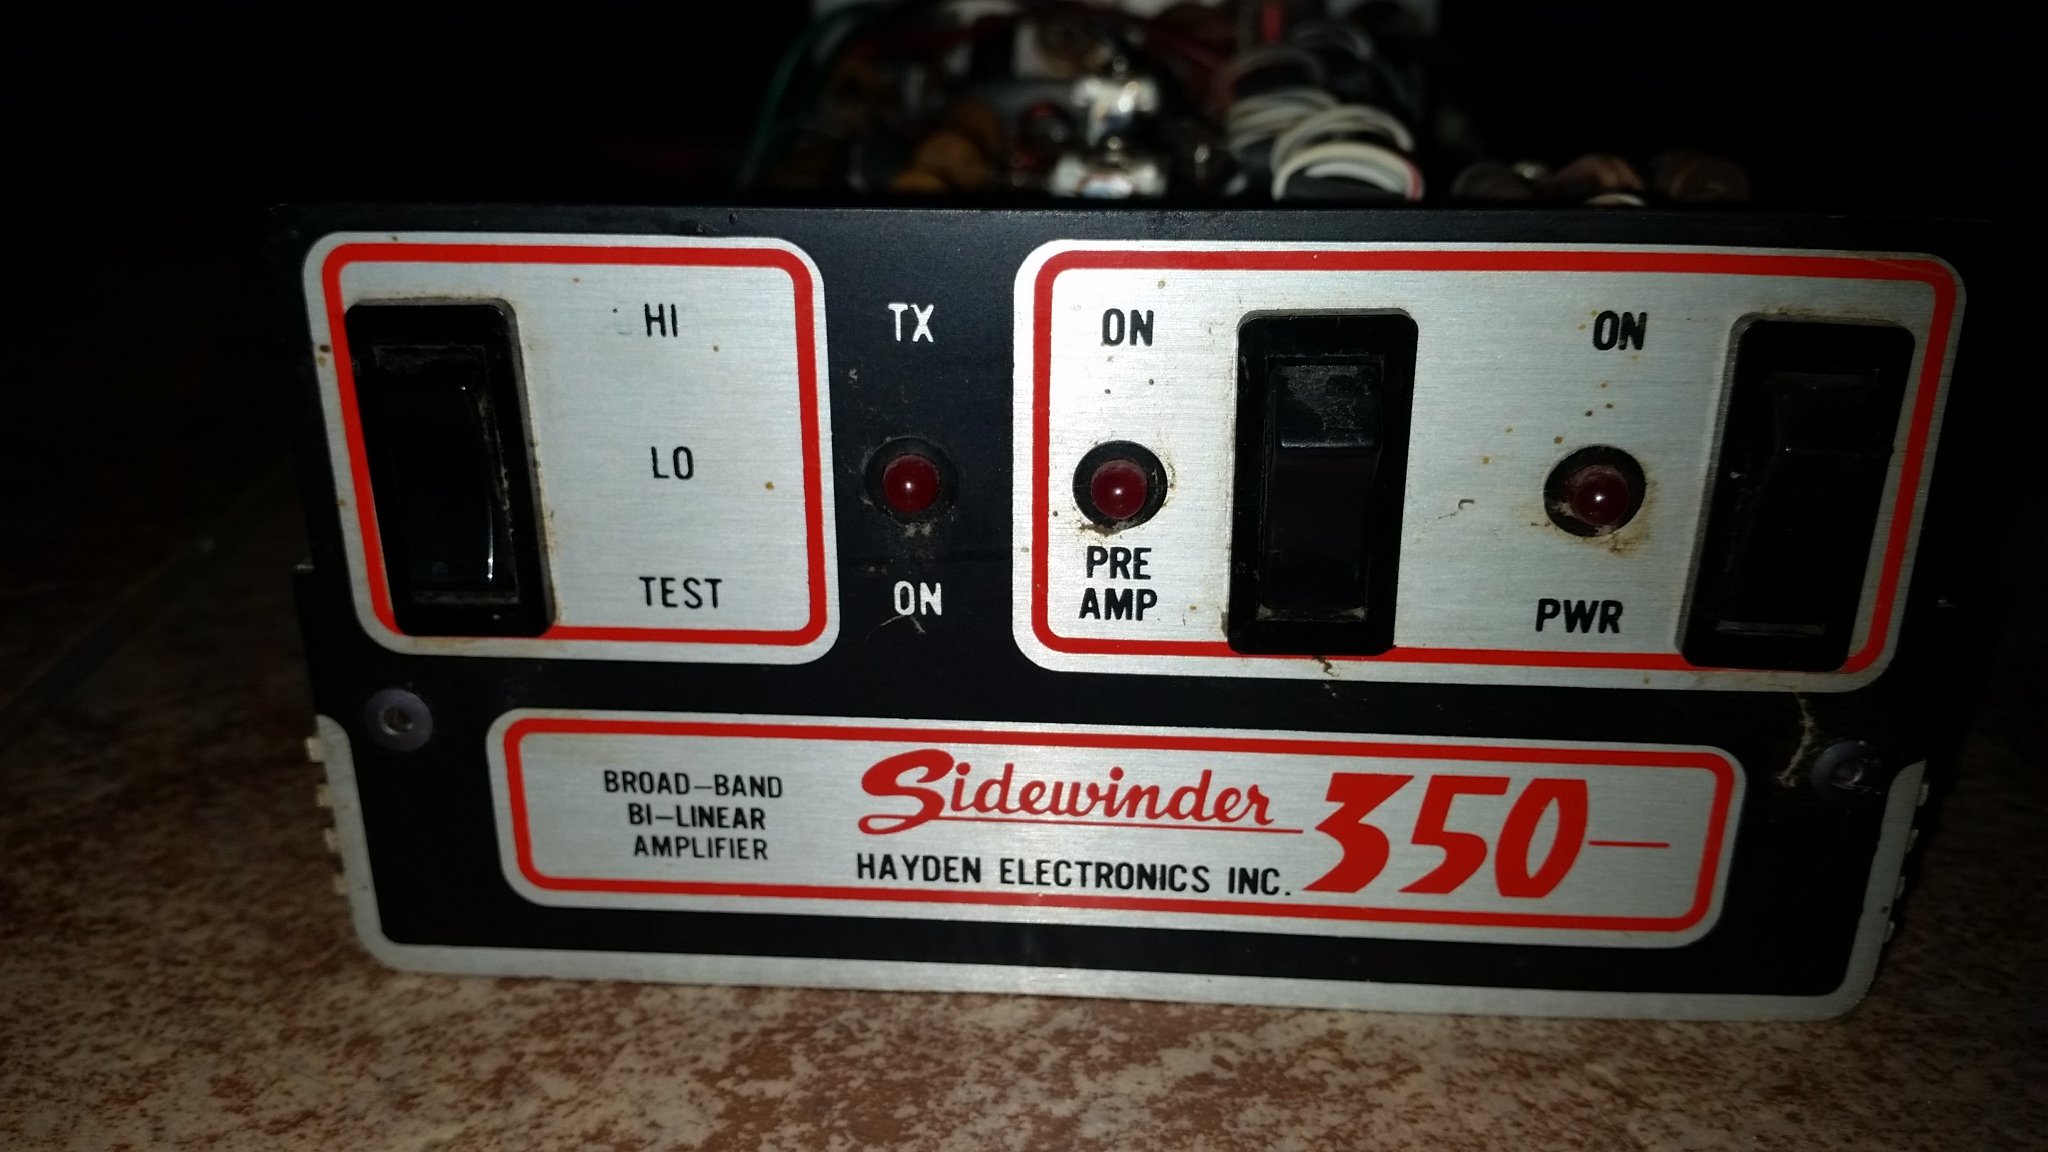 HI
LO
TEST
TX
ON
ON
PRE
AMP
ON
PWR
BROAD-BAND
BI-LINEAR
AMPLIFIER
Sidewinder 350
HAYDEN ELECTRONICS INC.